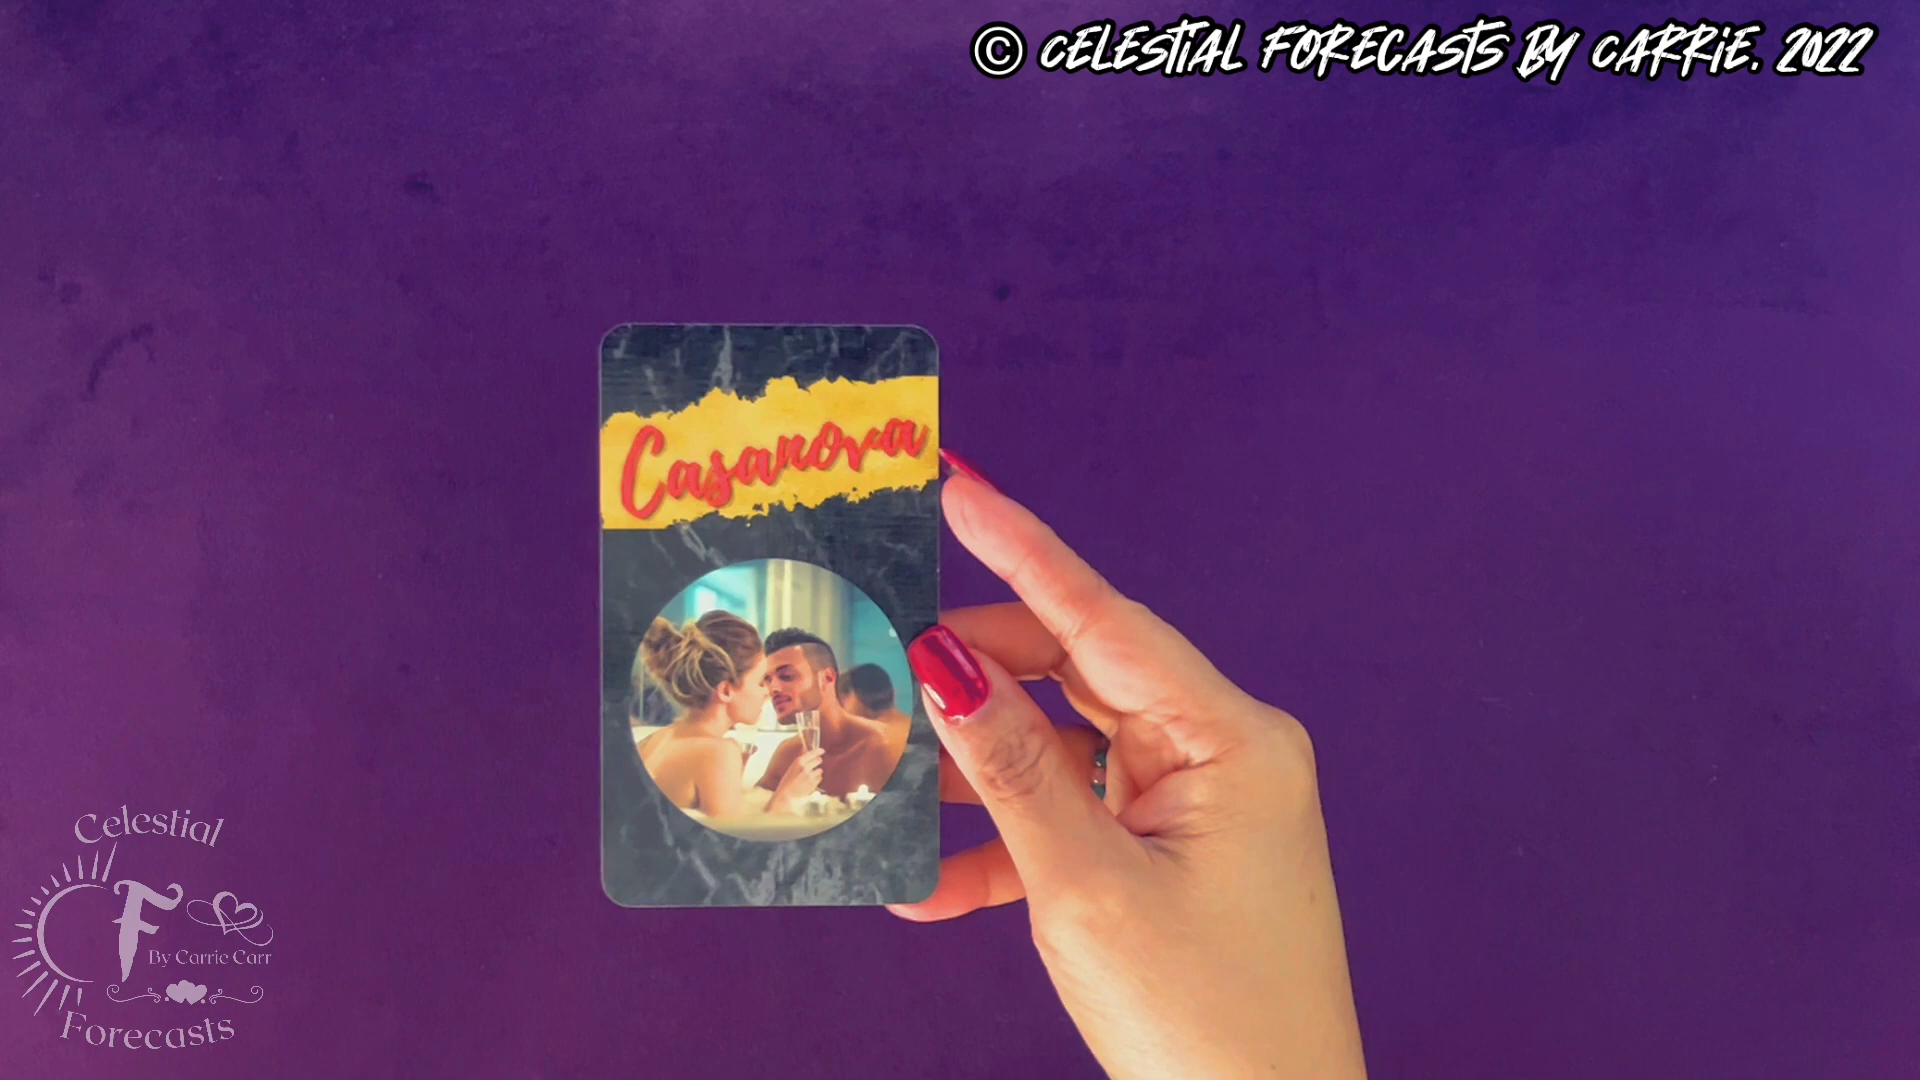 © CELESTIAL FORECASTS BY CARRIE. 2022
Casanova
Celestial
F
By Carrie Carr
Forecasts